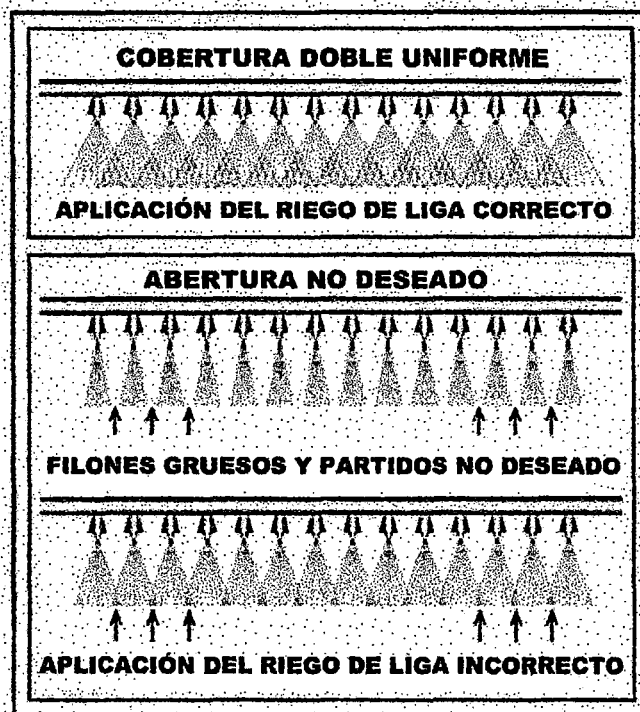 COBERTURA DOBLE UNIFORME
APLICACIÓN DEL RIEGO DE LIGA CORRECTO
ABERTURA NO DESEADO
FILONES GRUESOS Y PARTIDOS NO DESEADO
APLICACIÓN DEL RIEGO DE LIGA INCORRECTO